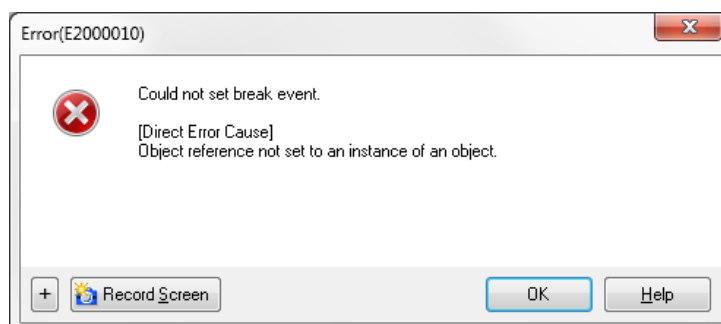 Error(E2000010)
Could not set break event.
[Direct Error Cause]
Object reference not set to an instance of an object.
+
Record Screen
OK
Help